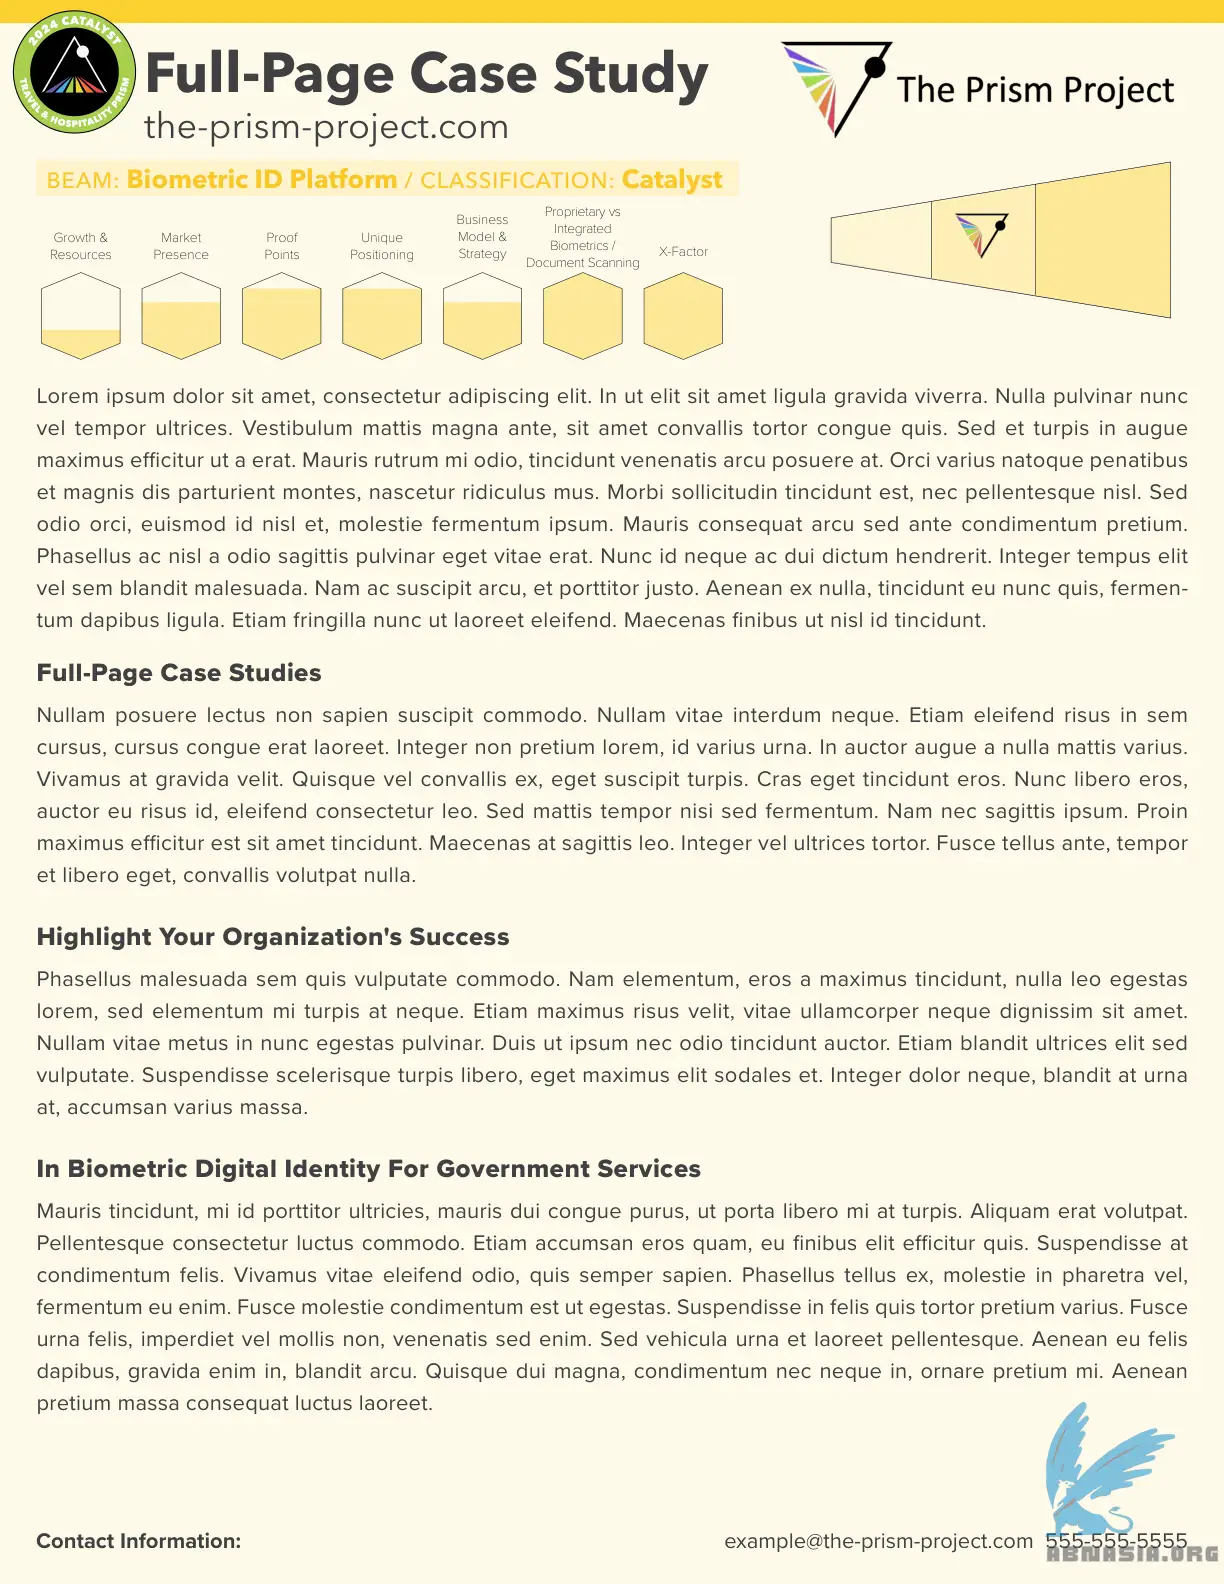 2024 CATALYST
TRAVEL & HOSPITALITY PRISM
Full-Page Case Study
the-prism-project.com
The Prism Project
BEAM: Biometric ID Platform / CLASSIFICATION: Catalyst
Growth &
Resources
Market
Presence
Proof
Points
Unique
Positioning
Business
Model &
Strategy
Proprietary vs
Integrated
Biometrics /
Document Scanning
X-Factor
Lorem ipsum dolor sit amet, consectetur adipiscing elit. In ut elit sit amet ligula gravida viverra. Nulla pulvinar nunc
vel tempor ultrices. Vestibulum mattis magna ante, sit amet convallis tortor congue quis. Sed et turpis in augue
maximus efficitur ut a erat. Mauris rutrum mi odio, tincidunt venenatis arcu posuere at. Orci varius natoque penatibus
et magnis dis parturient montes, nascetur ridiculus mus. Morbi sollicitudin tincidunt est, nec pellentesque nisl. Sed
odio orci, euismod id nisl et, molestie fermentum ipsum. Mauris consequat arcu sed ante condimentum pretium.
Phasellus ac nisl a odio sagittis pulvinar eget vitae erat. Nunc id neque ac dui dictum hendrerit. Integer tempus elit
vel sem blandit malesuada. Nam ac suscipit arcu, et porttitor justo. Aenean ex nulla, tincidunt eu nunc quis, fermen-
tum dapibus ligula. Etiam fringilla nunc ut laoreet eleifend. Maecenas finibus ut nisl id tincidunt.
Full-Page Case Studies
Nullam posuere lectus non sapien suscipit commodo. Nullam vitae interdum neque. Etiam eleifend risus in sem
cursus, cursus congue erat laoreet. Integer non pretium lorem, id varius urna. In auctor augue a nulla mattis varius.
Vivamus at gravida velit. Quisque vel convallis ex, eget suscipit turpis. Cras eget tincidunt eros. Nunc libero eros,
auctor eu risus id, eleifend consectetur leo. Sed mattis tempor nisi sed fermentum. Nam nec sagittis ipsum. Proin
maximus efficitur est sit amet tincidunt. Maecenas at sagittis leo. Integer vel ultrices tortor. Fusce tellus ante, tempor
et libero eget, convallis volutpat nulla.
Highlight Your Organization's Success
Phasellus malesuada sem quis vulputate commodo. Nam elementum, eros a maximus tincidunt, nulla leo egestas
lorem, sed elementum mi turpis at neque. Etiam maximus risus velit, vitae ullamcorper neque dignissim sit amet.
Nullam vitae metus in nunc egestas pulvinar. Duis ut ipsum nec odio tincidunt auctor. Etiam blandit ultrices elit sed
vulputate. Suspendisse scelerisque turpis libero, eget maximus elit sodales et. Integer dolor neque, blandit at urna
at, accumsan varius massa.
In Biometric Digital Identity For Government Services
Mauris tincidunt, mi id porttitor ultricies, mauris dui congue purus, ut porta libero mi at turpis. Aliquam erat volutpat.
Pellentesque consectetur luctus commodo. Etiam accumsan eros quam, eu finibus elit efficitur quis. Suspendisse at
condimentum felis. Vivamus vitae eleifend odio, quis semper sapien. Phasellus tellus ex, molestie in pharetra vel,
fermentum eu enim. Fusce molestie condimentum est ut egestas. Suspendisse in felis quis tortor pretium varius. Fusce
urna felis, imperdiet vel mollis non, venenatis sed enim. Sed vehicula urna et laoreet pellentesque. Aenean eu felis
dapibus, gravida enim in, blandit arcu. Quisque dui magna, condimentum nec neque in, ornare pretium mi. Aenean
pretium massa consequat luctus laoreet.
Contact Information: example@the-prism-project.com 555-555-5555
ABNASIA.ORG